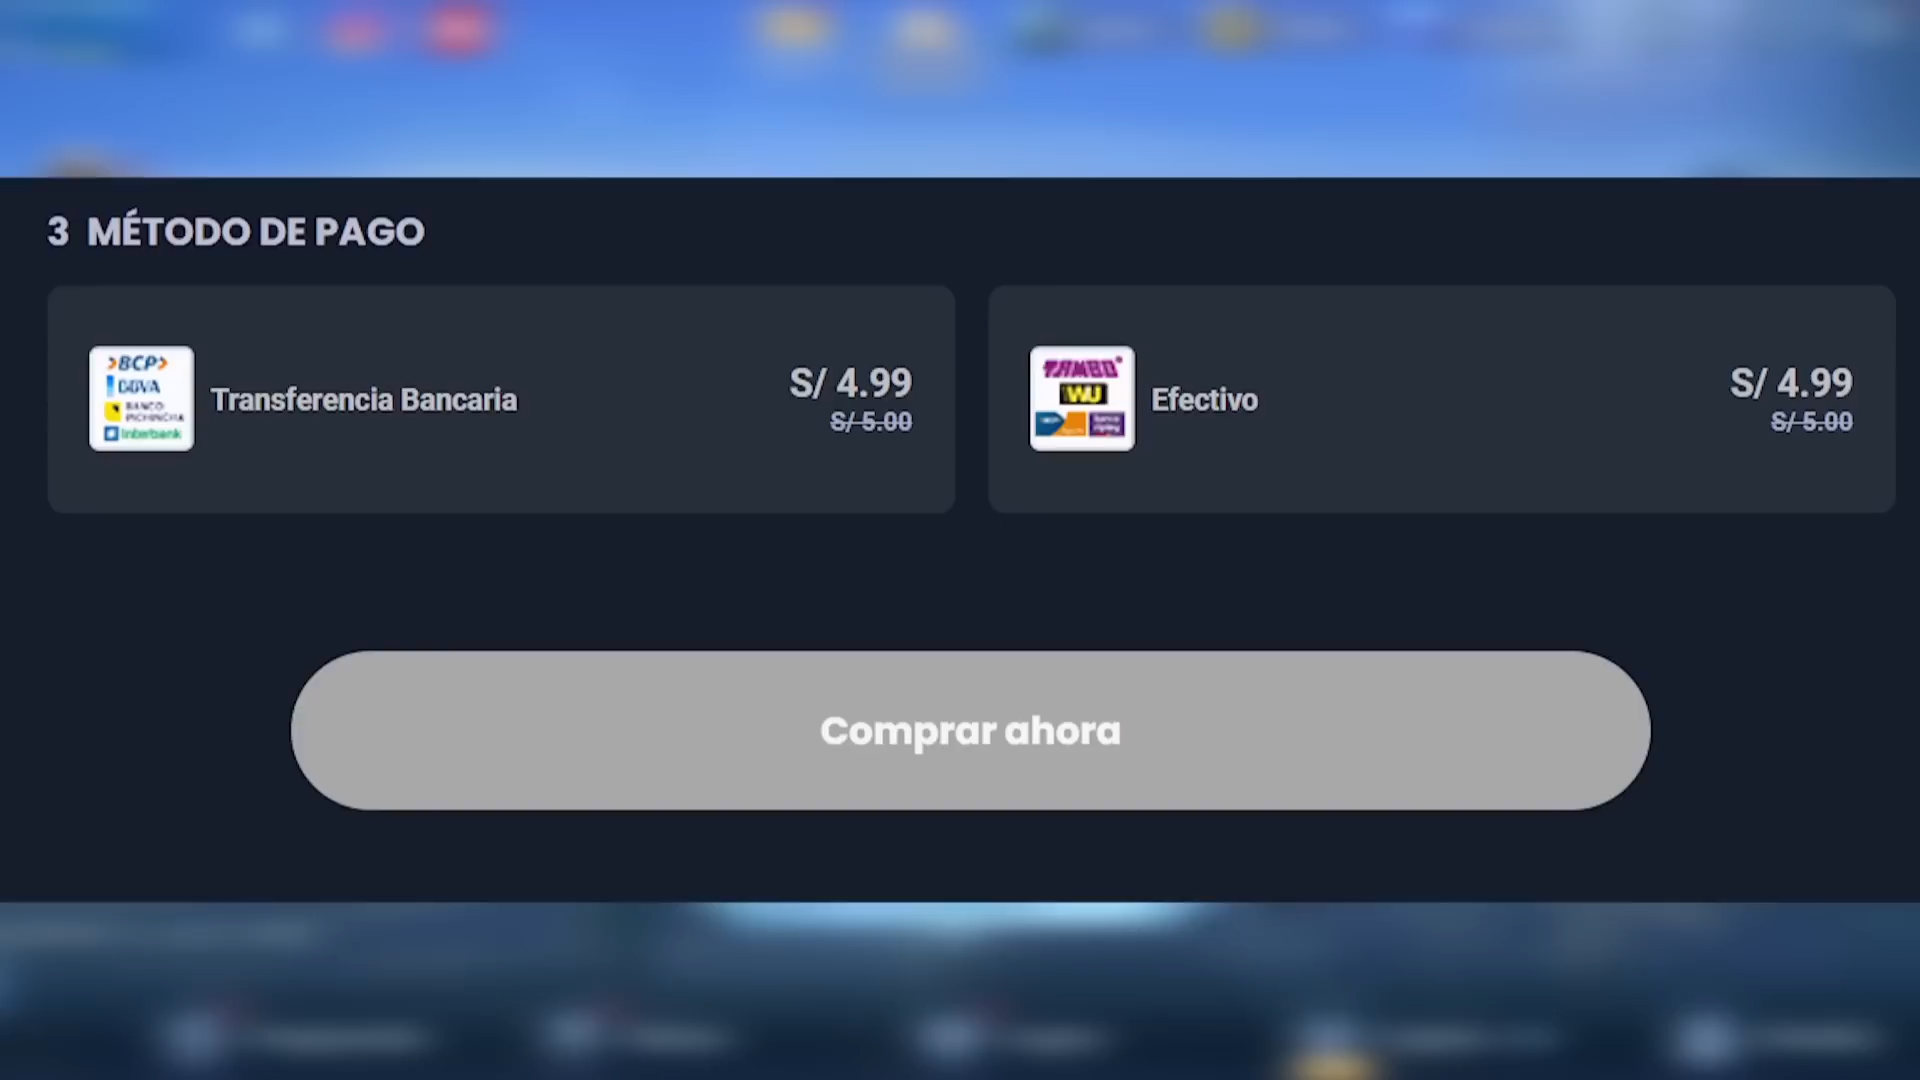 3 MÉTODO DE PAGO
BCP
BBVA
BANCO
PICHINCHA
Interbank
Transferencia Bancaria
S/ 4.99
S/ 5.00
TAMBO
WU
Efectivo
S/ 4.99
S/ 5.00
Comprar ahora